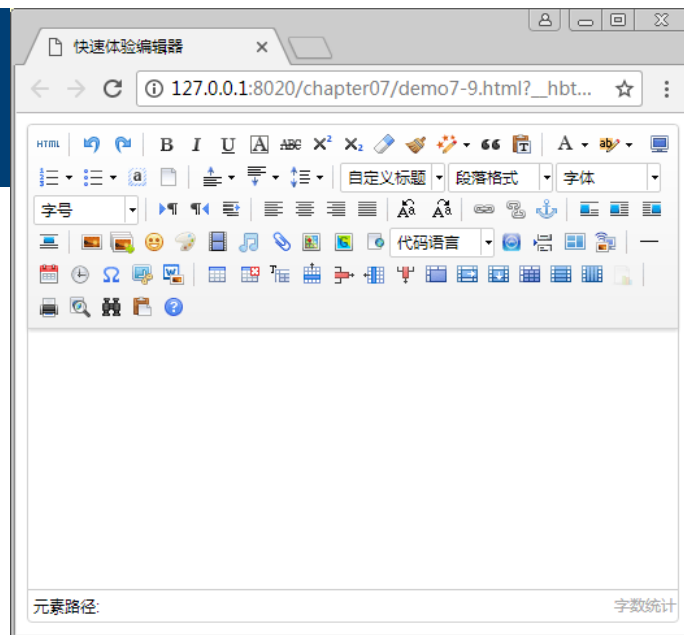 快速体验编辑器
127.0.0.1:8020/chapter07/demo7-9.html?__hbt...
HTML B I U A ABC X² X₂ 66 T A ab
a 自定义标题 段落格式 字体
字号
代码语言
元素路径: 字数统计